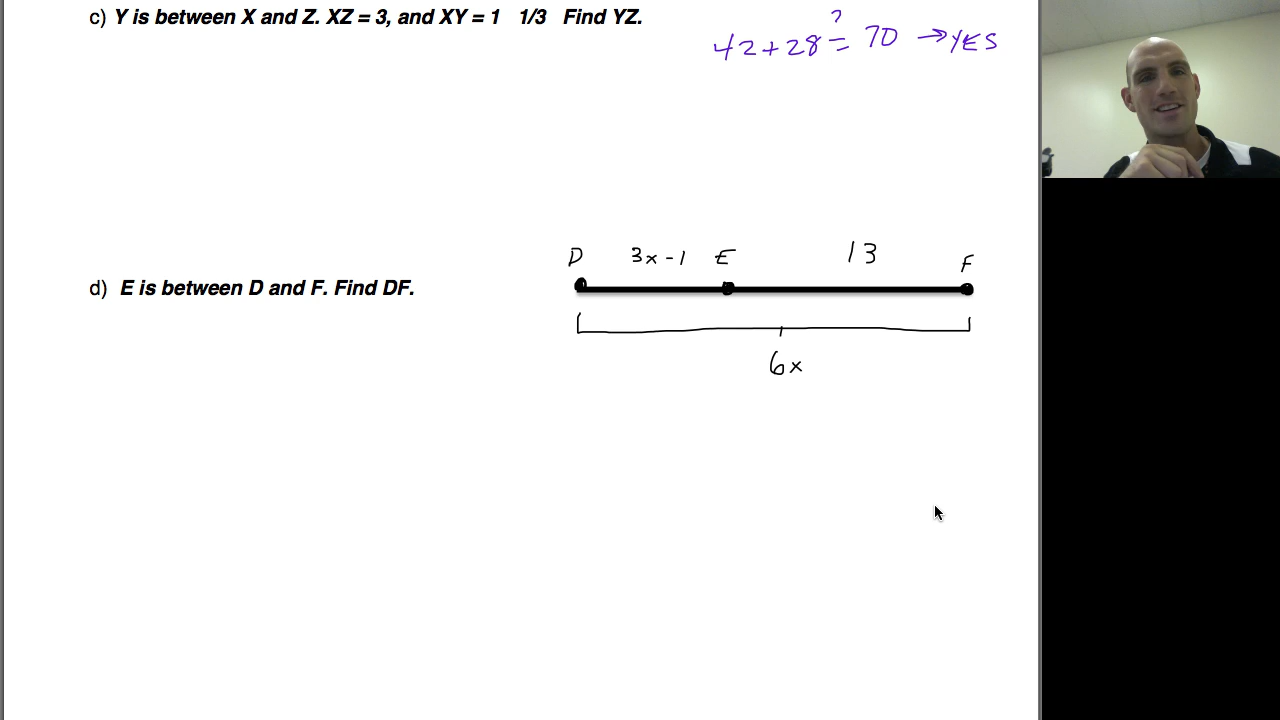 c) Y is between X and Z. XZ = 3, and XY = 1 1/3 Find YZ.
42+28 ?= 70 →YES
D 3x-1 E 13 F
d) E is between D and F. Find DF.
6x